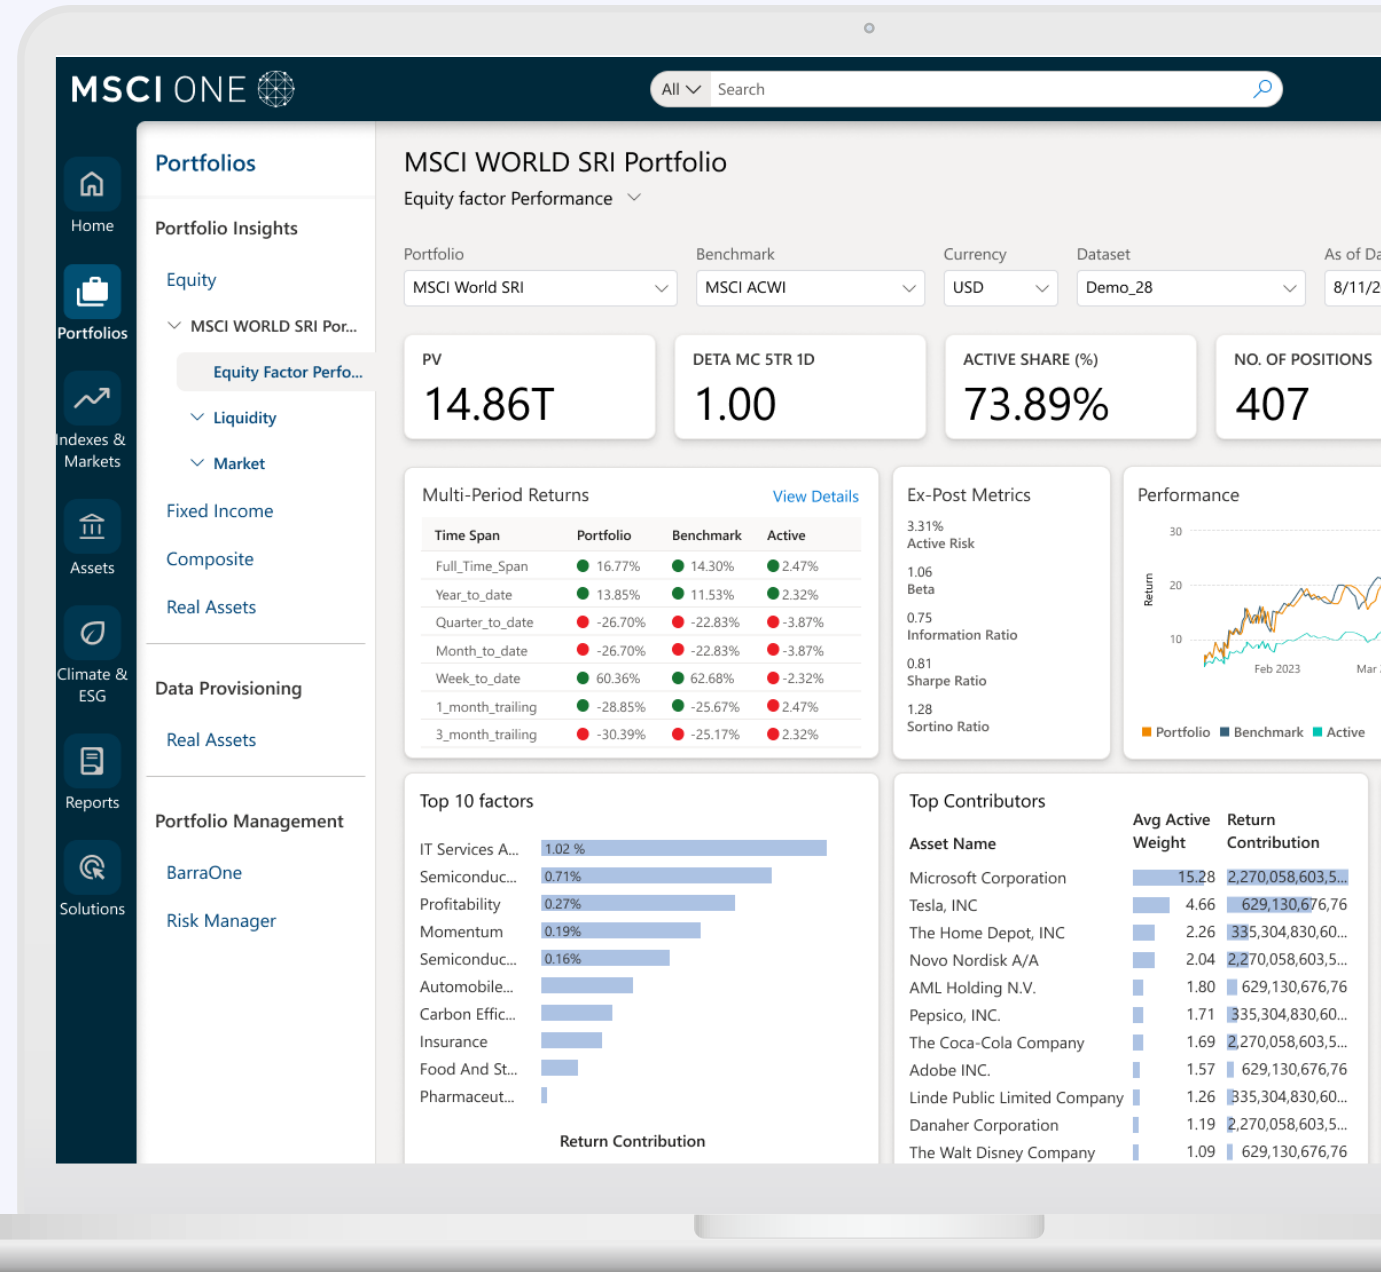 MSCI ONE
All
Search
Home
Portfolios
Indexes &
Markets
Assets
Climate &
ESG
Reports
Solutions
Portfolios
Portfolio Insights
Equity
MSCI WORLD SRI Por...
Equity Factor Perfo...
Liquidity
Market
Fixed Income
Composite
Real Assets
Data Provisioning
Real Assets
Portfolio Management
BarraOne
Risk Manager
MSCI WORLD SRI Portfolio
Equity factor Performance
Portfolio Benchmark Currency Dataset As of Da
MSCI World SRI MSCI ACWI USD Demo_28 8/11/2
PV
14.86T
DETA MC 5TR 1D
1.00
ACTIVE SHARE (%)
73.89%
NO. OF POSITIONS
407
Multi-Period Returns View Details
Time Span Portfolio Benchmark Active
Full_Time_Span 16.77% 14.30% 2.47%
Year_to_date 13.85% 11.53% 2.32%
Quarter_to_date -26.70% -22.83% -3.87%
Month_to_date -26.70% -22.83% -3.87%
Week_to_date 60.36% 62.68% -2.32%
1_month_trailing -28.85% -25.67% 2.47%
3_month_trailing -30.39% -25.17% 2.32%
Ex-Post Metrics
3.31%
Active Risk
1.06
Beta
0.75
Information Ratio
0.81
Sharpe Ratio
1.28
Sortino Ratio
Performance
30
20
10
Return
Feb 2023 Mar
Portfolio Benchmark Active
Top 10 factors
IT Services A... 1.02 %
Semiconduc... 0.71%
Profitability 0.27%
Momentum 0.19%
Semiconduc... 0.16%
Automobile...
Carbon Effic...
Insurance
Food And St...
Pharmaceut...
Return Contribution
Top Contributors
Asset Name Avg Active Weight Return Contribution
Microsoft Corporation 15.28 2,270,058,603,5...
Tesla, INC 4.66 629,130,676,76
The Home Depot, INC 2.26 335,304,830,60...
Novo Nordisk A/A 2.04 2,270,058,603,5...
AML Holding N.V. 1.80 629,130,676,76
Pepsico, INC. 1.71 335,304,830,60...
The Coca-Cola Company 1.69 2,270,058,603,5...
Adobe INC. 1.57 629,130,676,76
Linde Public Limited Company 1.26 335,304,830,60...
Danaher Corporation 1.19 2,270,058,603,5...
The Walt Disney Company 1.09 629,130,676,76